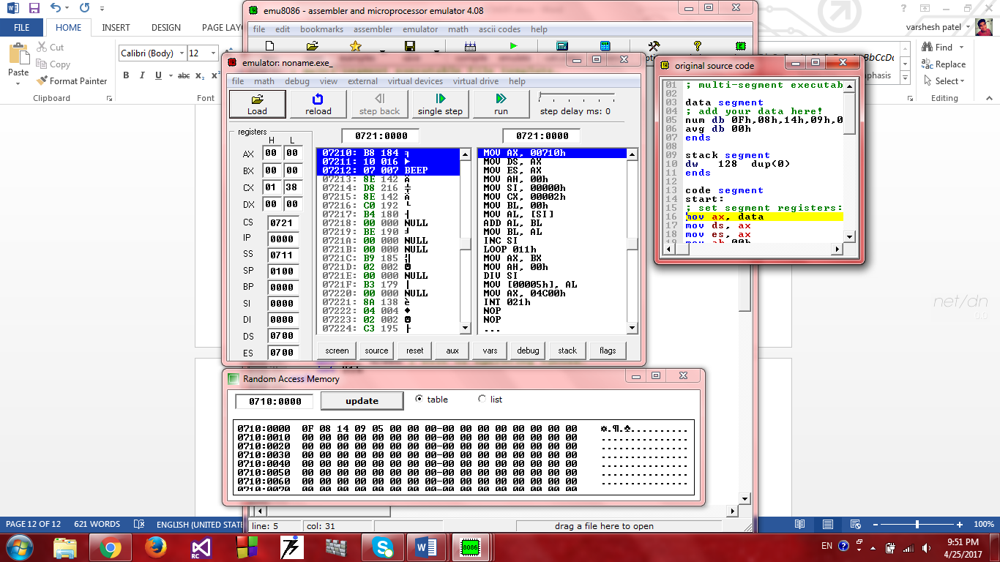 emu8086 - assembler and microprocessor emulator 4.08
FILE HOME INSERT DESIGN PAGE LAY
varshesh patel
file edit bookmarks assembler emulator math ascii codes help
Cut
Copy
Format Painter
Paste
Clipboard
Calibri (Body) 12
B I U abc x2 x
Font
Find
Replace
Select
Editing
emulator: noname.exe_
file math debug view external virtual devices virtual drive help
Load reload step back single step run step delay ms: 0
registers
H L
AX 00 00
BX 00 00
CX 01 38
DX 00 00
CS 0721
IP 0000
SS 0711
SP 0100
BP 0000
SI 0000
DI 0000
DS 0700
ES 0700
0721:0000
07210: B8 184 ╕
07211: 10 016 ►
07212: 07 007 BEEP
07213: 8E 142 Ä
07214: D8 216 ╪
07215: 8E 142 Ä
07216: C0 192 └
07217: B4 180 ┤
07218: 00 000 NULL
07219: BE 190 ╛
0721A: 00 000 NULL
0721B: 00 000 NULL
0721C: B9 185 ╣
0721D: 02 002 ☻
0721E: 00 000 NULL
0721F: B3 179 │
07220: 00 000 NULL
07221: 8A 138 è
07222: 04 004 ♦
07223: 02 002 ☻
07224: C3 195 ├
0721:0000
MOV AX, 00710h
MOV DS, AX
MOV ES, AX
MOV AH, 00h
MOV SI, 00000h
MOV CX, 00002h
MOV BL, 00h
MOV AL, [SI]
ADD AL, BL
MOV BL, AL
INC SI
LOOP 011h
MOV AX, BX
MOV AH, 00h
DIV SI
MOV [00005h], AL
MOV AX, 04C00h
INT 021h
NOP
NOP
...
screen source reset aux vars debug stack flags
original source code
01 ; multi-segment executab
02
03 data segment
04 ; add your data here!
05 num db 0Fh,08h,14h,09h,0
06 avg db 00h
07 ends
08
09 stack segment
10 dw 128 dup(0)
11 ends
12
13 code segment
14 start:
15 ; set segment registers:
16 mov ax, data
17 mov ds, ax
18 mov es, ax
19 mov ah 00h
net/dn
0.0
Random Access Memory
0710:0000 update table list
0710:0000 0F 08 14 09 05 00 00 00-00 00 00 00 00 00 00 00 ☼.¶.♣...........
0710:0010 00 00 00 00 00 00 00 00-00 00 00 00 00 00 00 00 ................
0710:0020 00 00 00 00 00 00 00 00-00 00 00 00 00 00 00 00 ................
0710:0030 00 00 00 00 00 00 00 00-00 00 00 00 00 00 00 00 ................
0710:0040 00 00 00 00 00 00 00 00-00 00 00 00 00 00 00 00 ................
0710:0050 00 00 00 00 00 00 00 00-00 00 00 00 00 00 00 00 ................
0710:0060 00 00 00 00 00 00 00 00-00 00 00 00 00 00 00 00 ................
0710:0070 00 00 00 00 00 00 00 00-00 00 00 00 00 00 00 00
line: 5 col: 31 drag a file here to open
PAGE 12 OF 12 621 WORDS ENGLISH (UNITED STATE 100%
EN 9:51 PM
4/25/2017